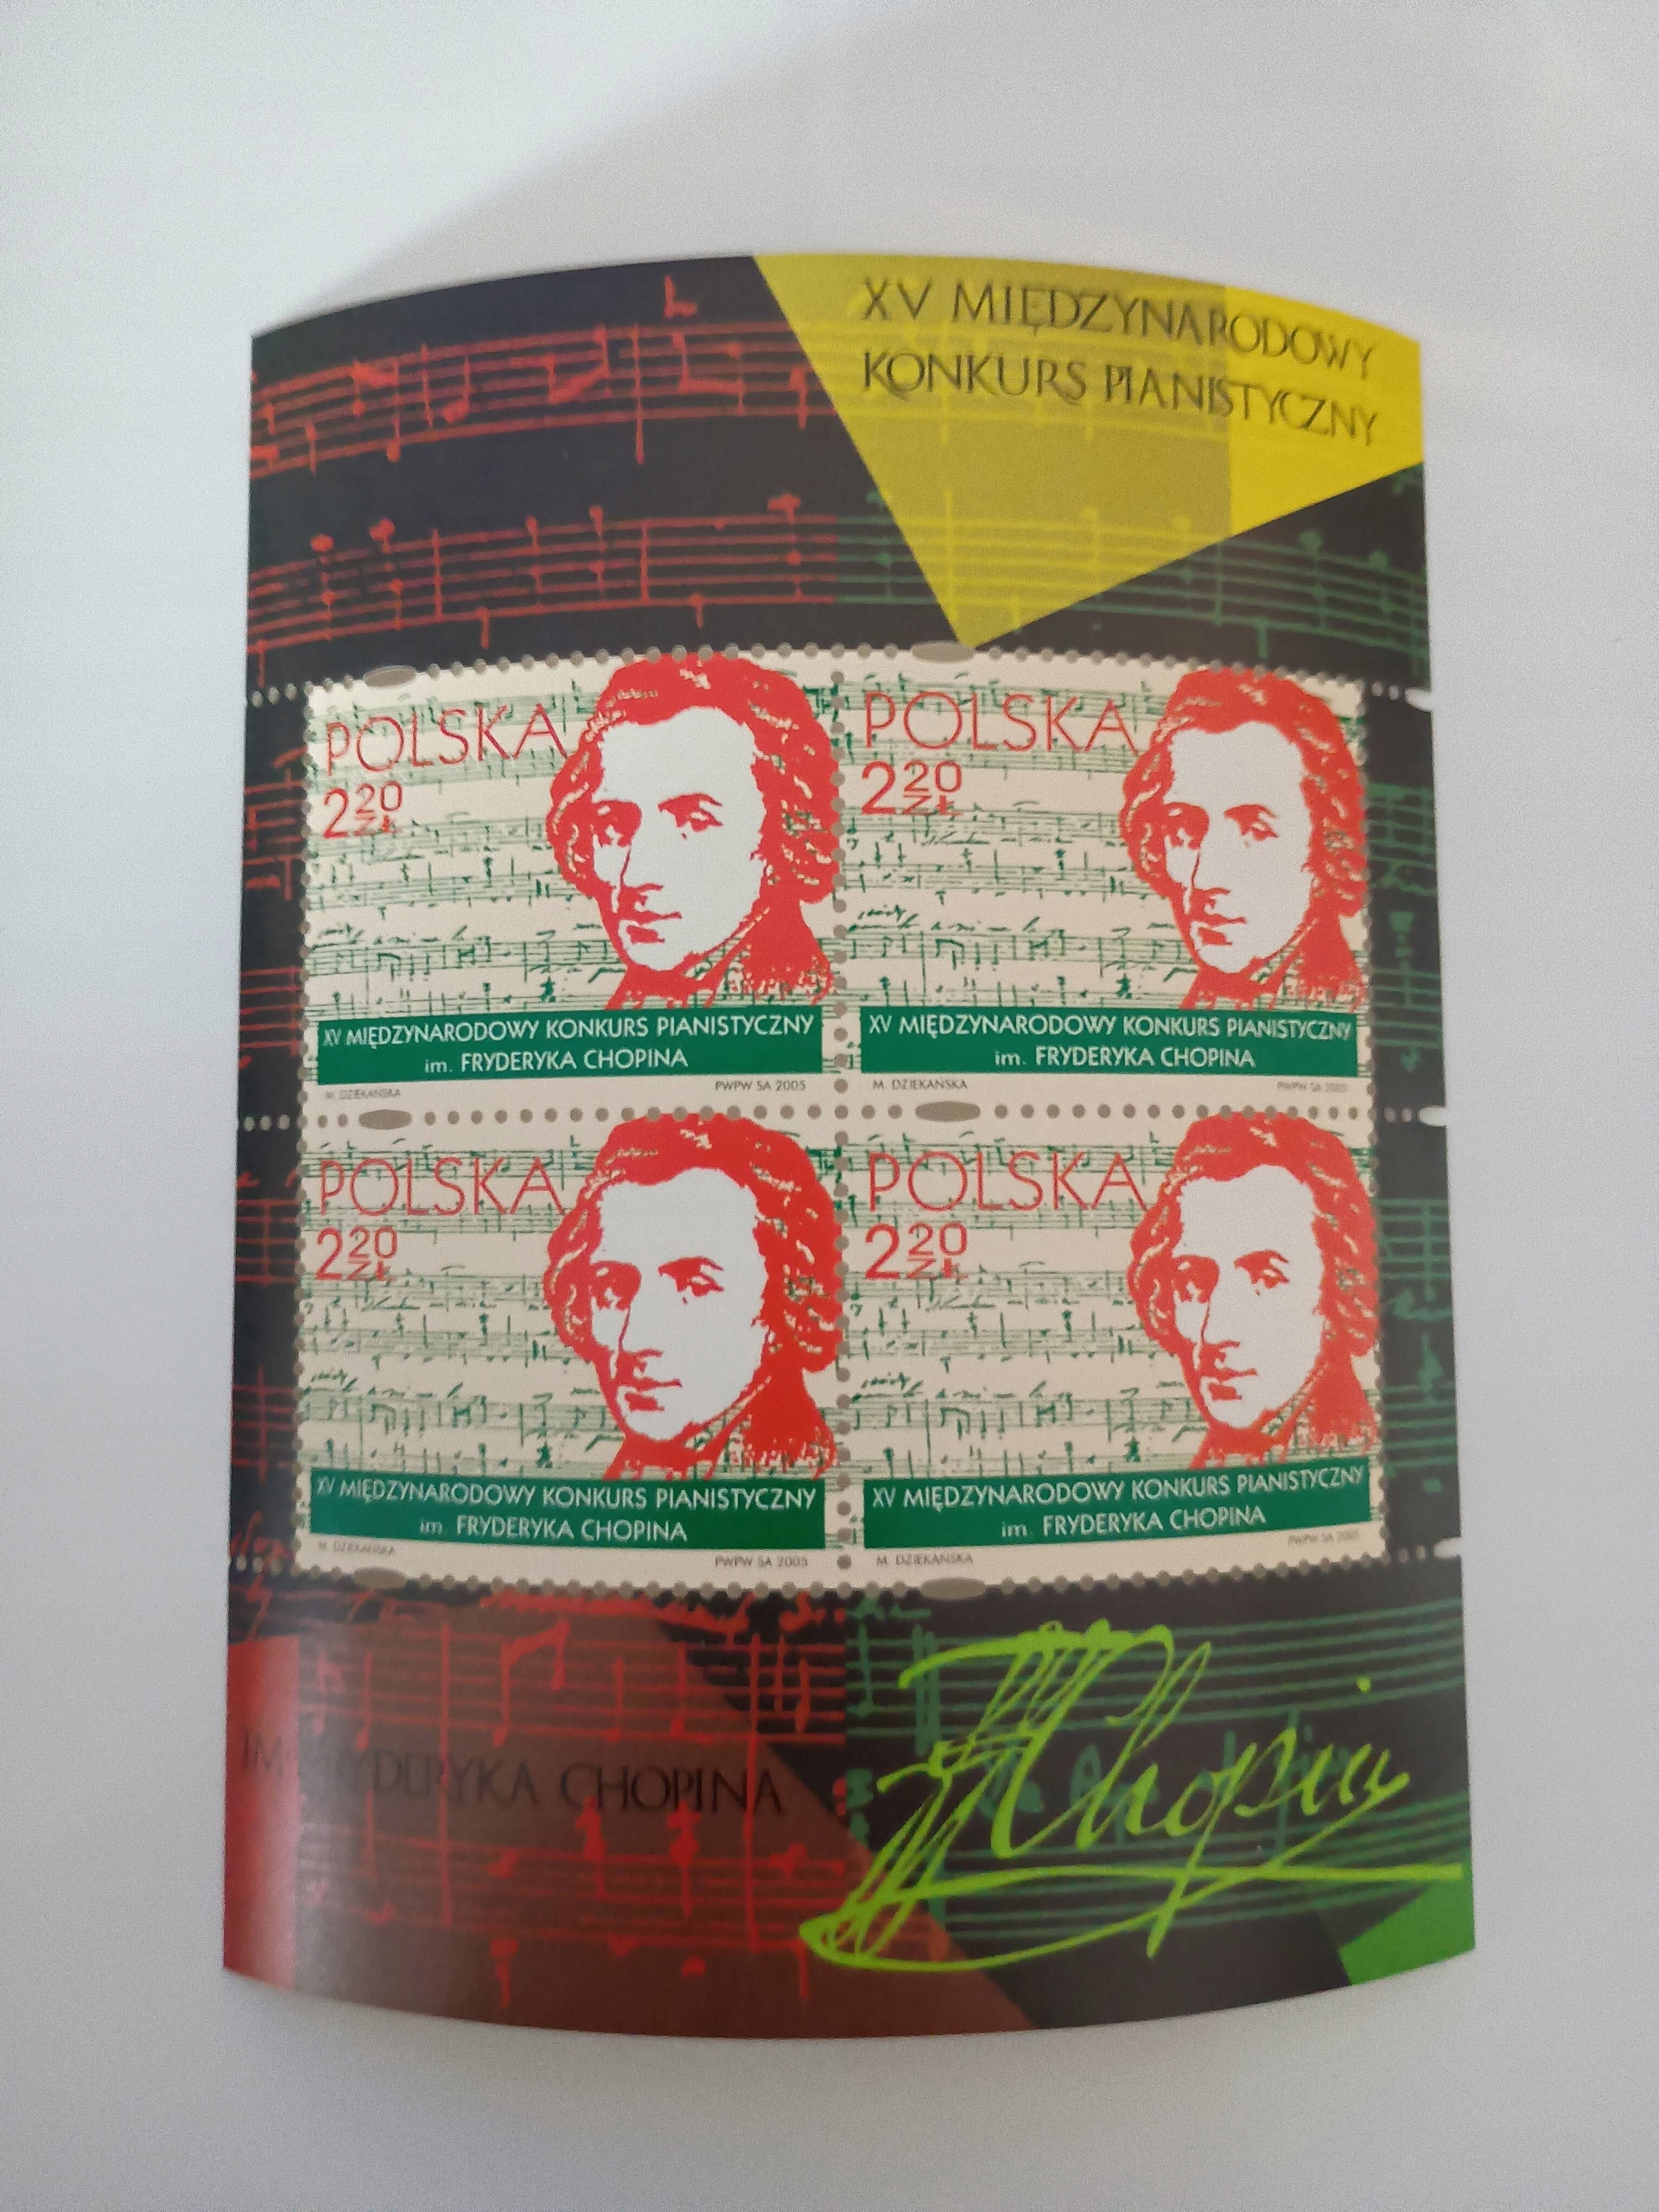 XV MIĘDZYNARODOWY
KONKURS PIANISTYCZNY
POLSKA
2 20 ZŁ
XV MIĘDZYNARODOWY KONKURS PIANISTYCZNY
im. FRYDERYKA CHOPINA
M. DZIEKAŃSKA PWPW SA 2005
POLSKA
2 20 ZŁ
XV MIĘDZYNARODOWY KONKURS PIANISTYCZNY
im. FRYDERYKA CHOPINA
M. DZIEKAŃSKA PWPW SA 2005
POLSKA
2 20 ZŁ
XV MIĘDZYNARODOWY KONKURS PIANISTYCZNY
im. FRYDERYKA CHOPINA
M. DZIEKAŃSKA PWPW SA 2005
POLSKA
2 20 ZŁ
XV MIĘDZYNARODOWY KONKURS PIANISTYCZNY
im. FRYDERYKA CHOPINA
M. DZIEKAŃSKA PWPW SA 2005
IM. FRYDERYKA CHOPINA
Chopin